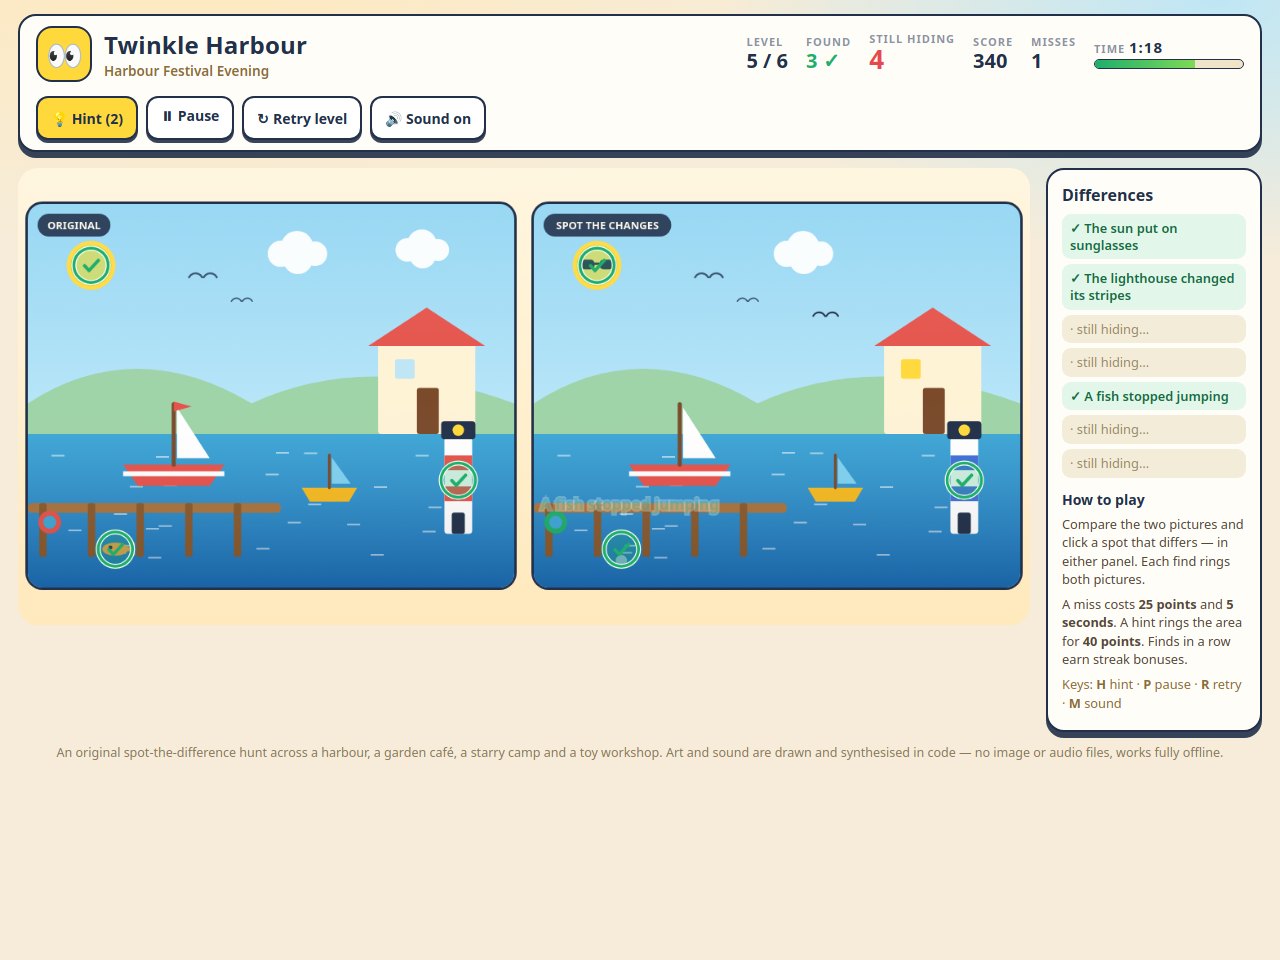 Twinkle Harbour
Harbour Festival Evening
LEVEL
5 / 6
FOUND
3 ✓
STILL HIDING
4
SCORE
340
MISSES
1
TIME 1:18
💡 Hint (2)
⏸ Pause
↻ Retry level
🔊 Sound on
ORIGINAL
SPOT THE CHANGES
A fish stopped jumping
Differences
✓ The sun put on
sunglasses
✓ The lighthouse changed
its stripes
· still hiding…
· still hiding…
✓ A fish stopped jumping
· still hiding…
· still hiding…
How to play
Compare the two pictures and
click a spot that differs — in
either panel. Each find rings
both pictures.
A miss costs 25 points and 5
seconds. A hint rings the area
for 40 points. Finds in a row
earn streak bonuses.
Keys: H hint · P pause · R retry
· M sound
An original spot-the-difference hunt across a harbour, a garden café, a starry camp and a toy workshop. Art and sound are drawn and synthesised in code — no image or audio files, works fully offline.